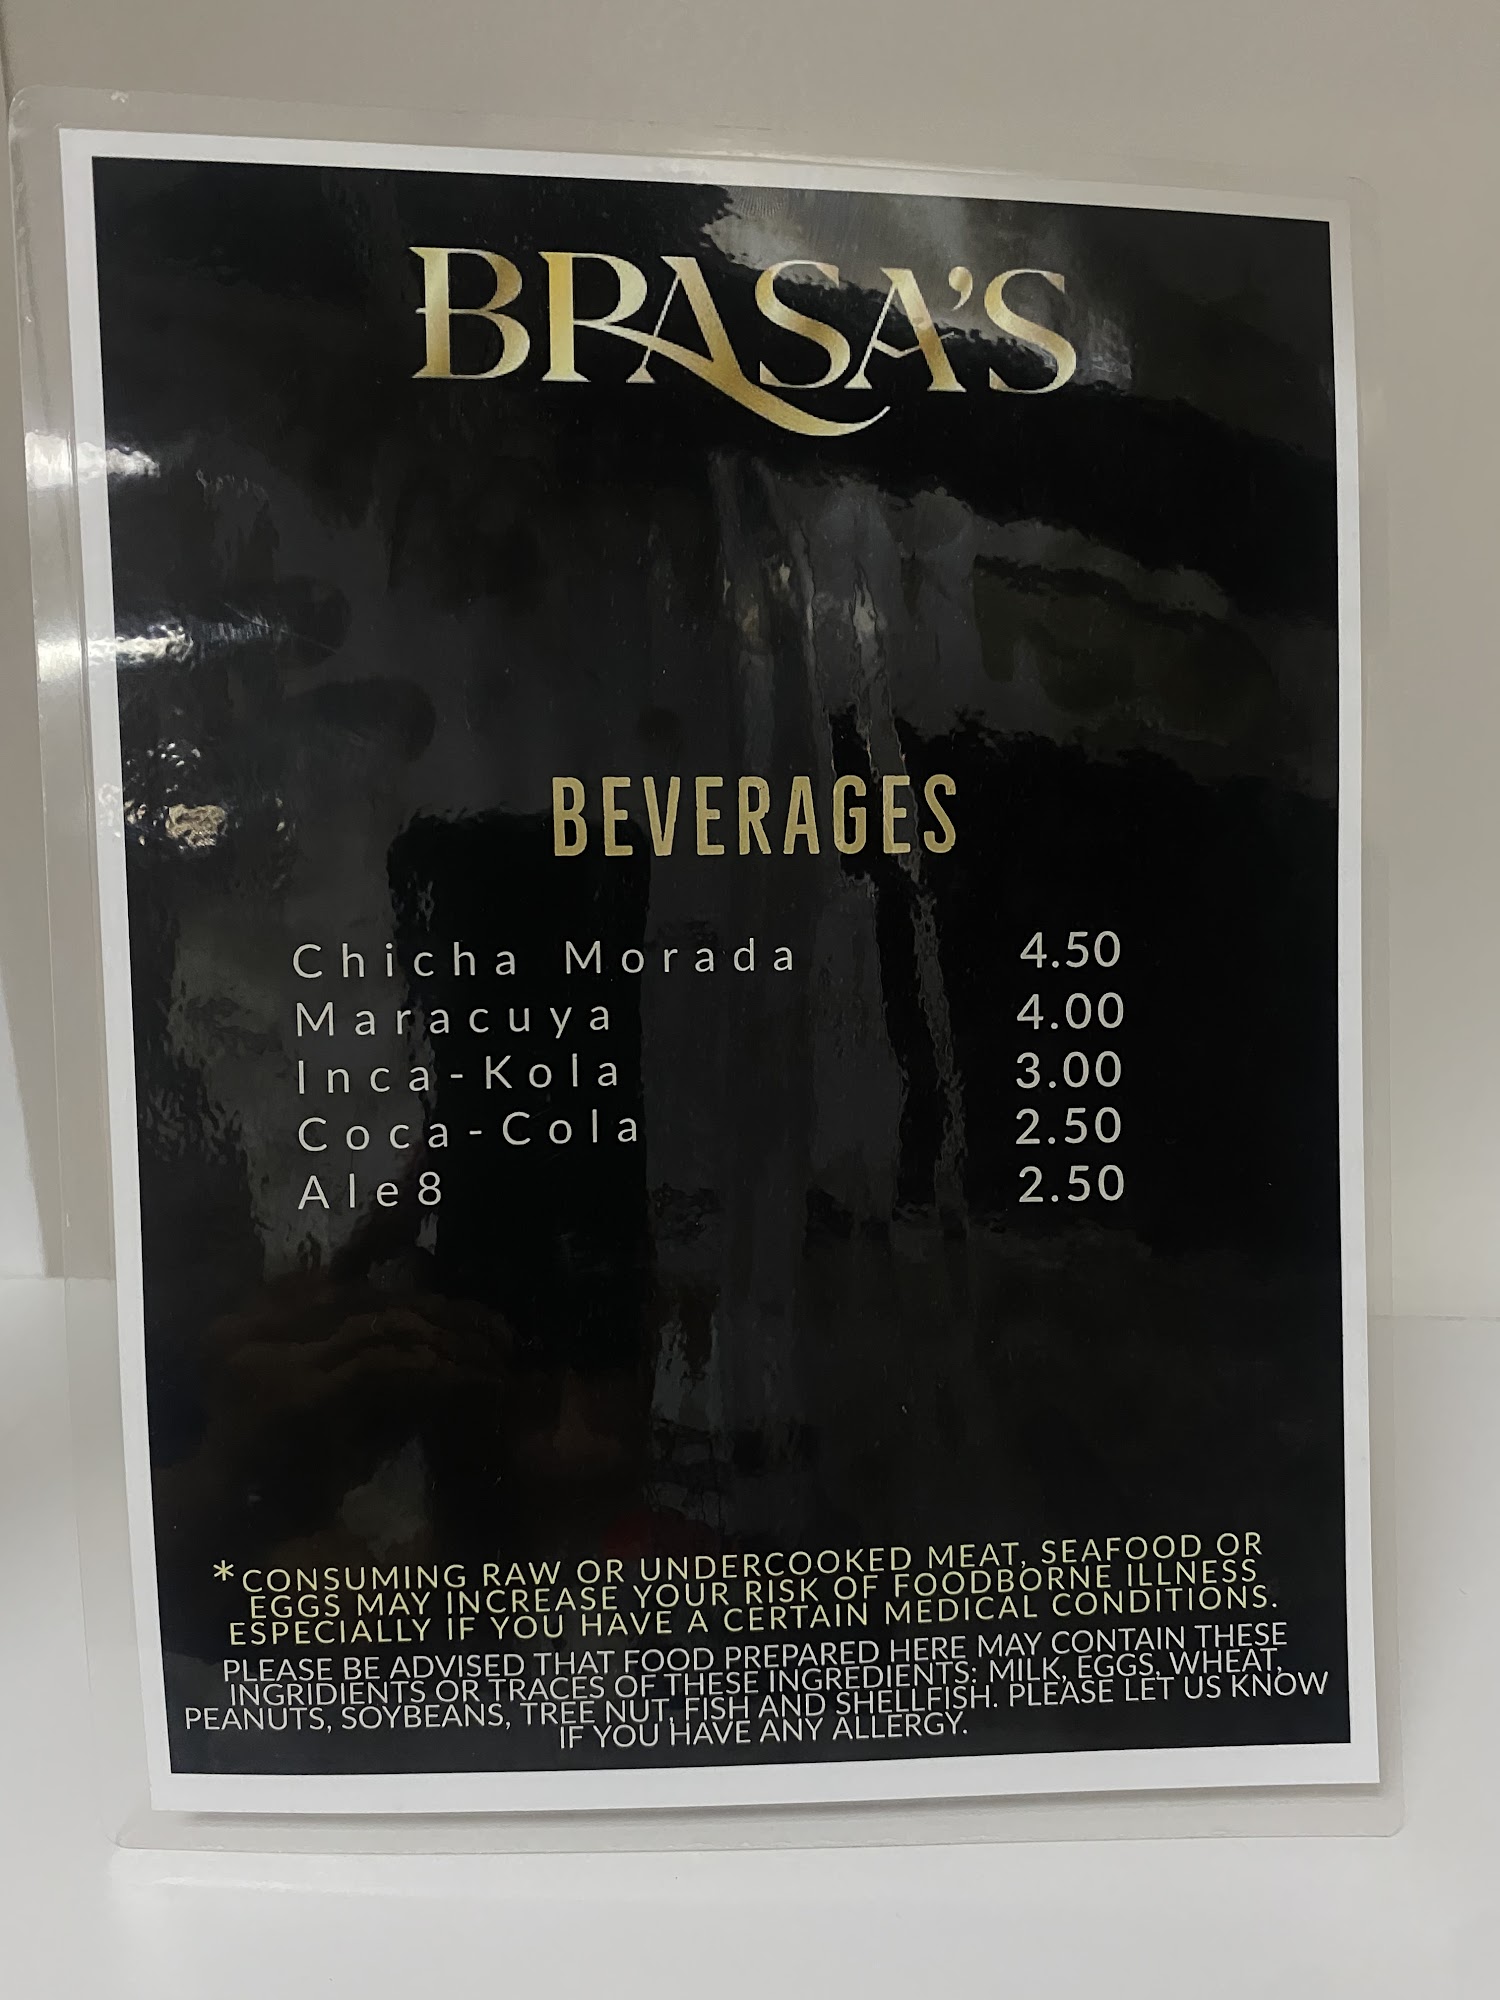 BRASA'S
BEVERAGES
Chicha Morada 4.50
Maracuya 4.00
Inca-Kola 3.00
Coca-Cola 2.50
Ale8 2.50
*CONSUMING RAW OR UNDERCOOKED MEAT, SEAFOOD OR
EGGS MAY INCREASE YOUR RISK OF FOODBORNE ILLNESS
ESPECIALLY IF YOU HAVE A CERTAIN MEDICAL CONDITIONS.
PLEASE BE ADVISED THAT FOOD PREPARED HERE MAY CONTAIN THESE
INGRIDIENTS OR TRACES OF THESE INGREDIENTS: MILK, EGGS, WHEAT,
PEANUTS, SOYBEANS, TREE NUT, FISH AND SHELLFISH. PLEASE LET US KNOW
IF YOU HAVE ANY ALLERGY.